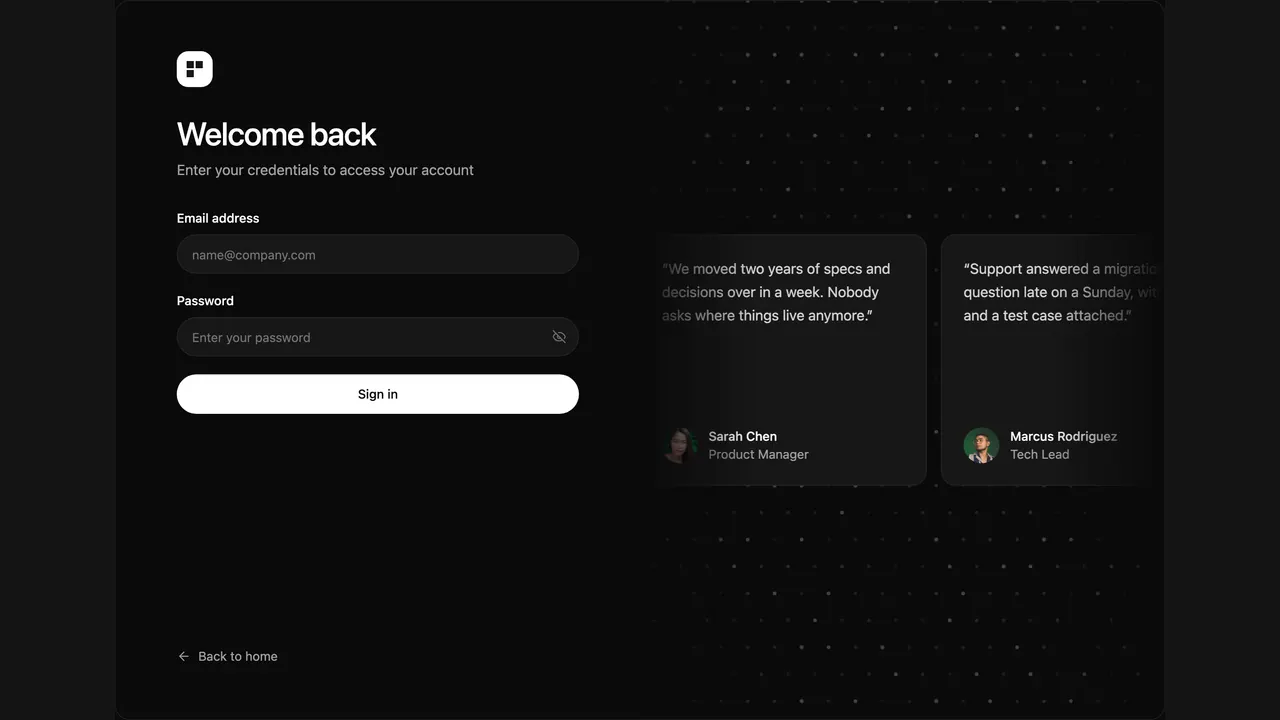 Welcome back
Enter your credentials to access your account
Email address
name@company.com
Password
Enter your password
Sign in
Back to home
“We moved two years of specs and
decisions over in a week. Nobody
asks where things live anymore.”
Sarah Chen
Product Manager
“Support answered a migration
question late on a Sunday, with
and a test case attached.”
Marcus Rodriguez
Tech Lead